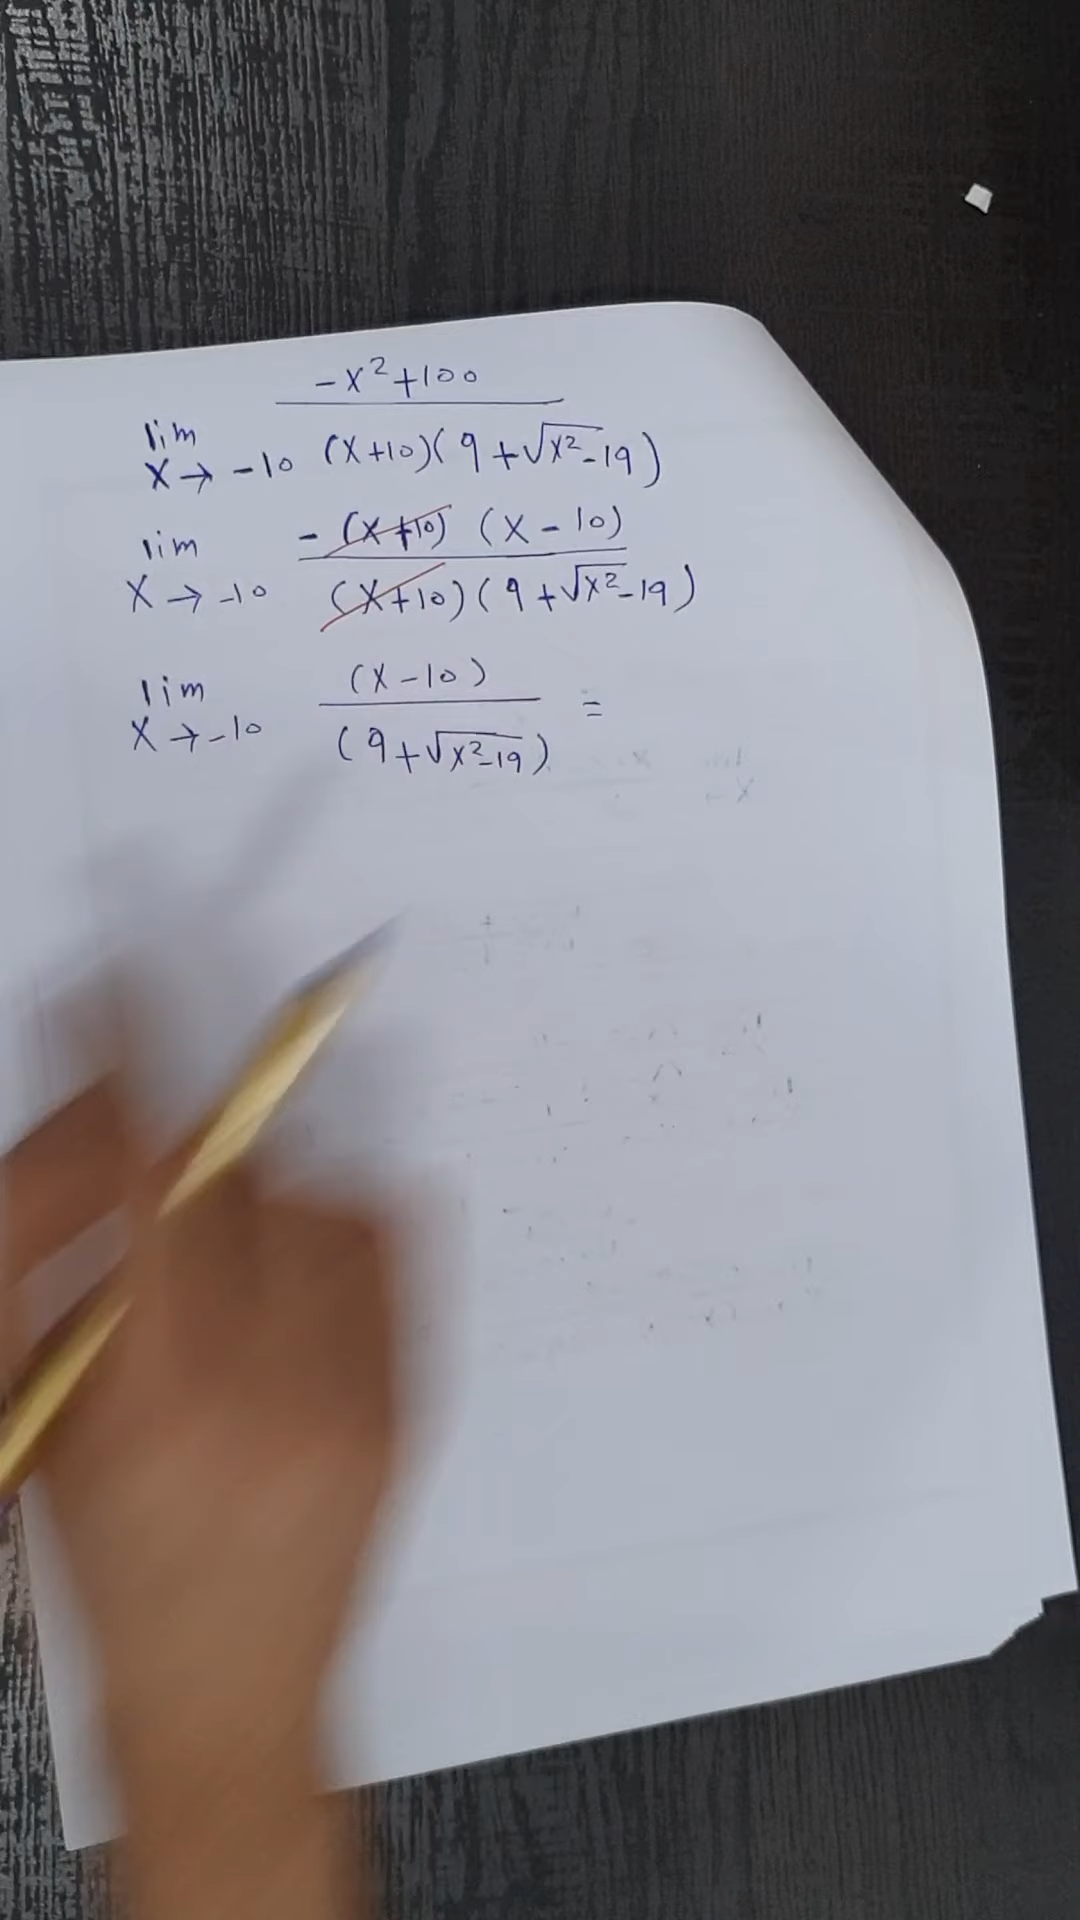 lim x→-10 (-x²+100)/((x+10)(9+√x²-19))
lim x→-10 (-(x+10)(x-10))/((x+10)(9+√x²-19))
lim x→-10 (x-10)/(9+√x²-19) =